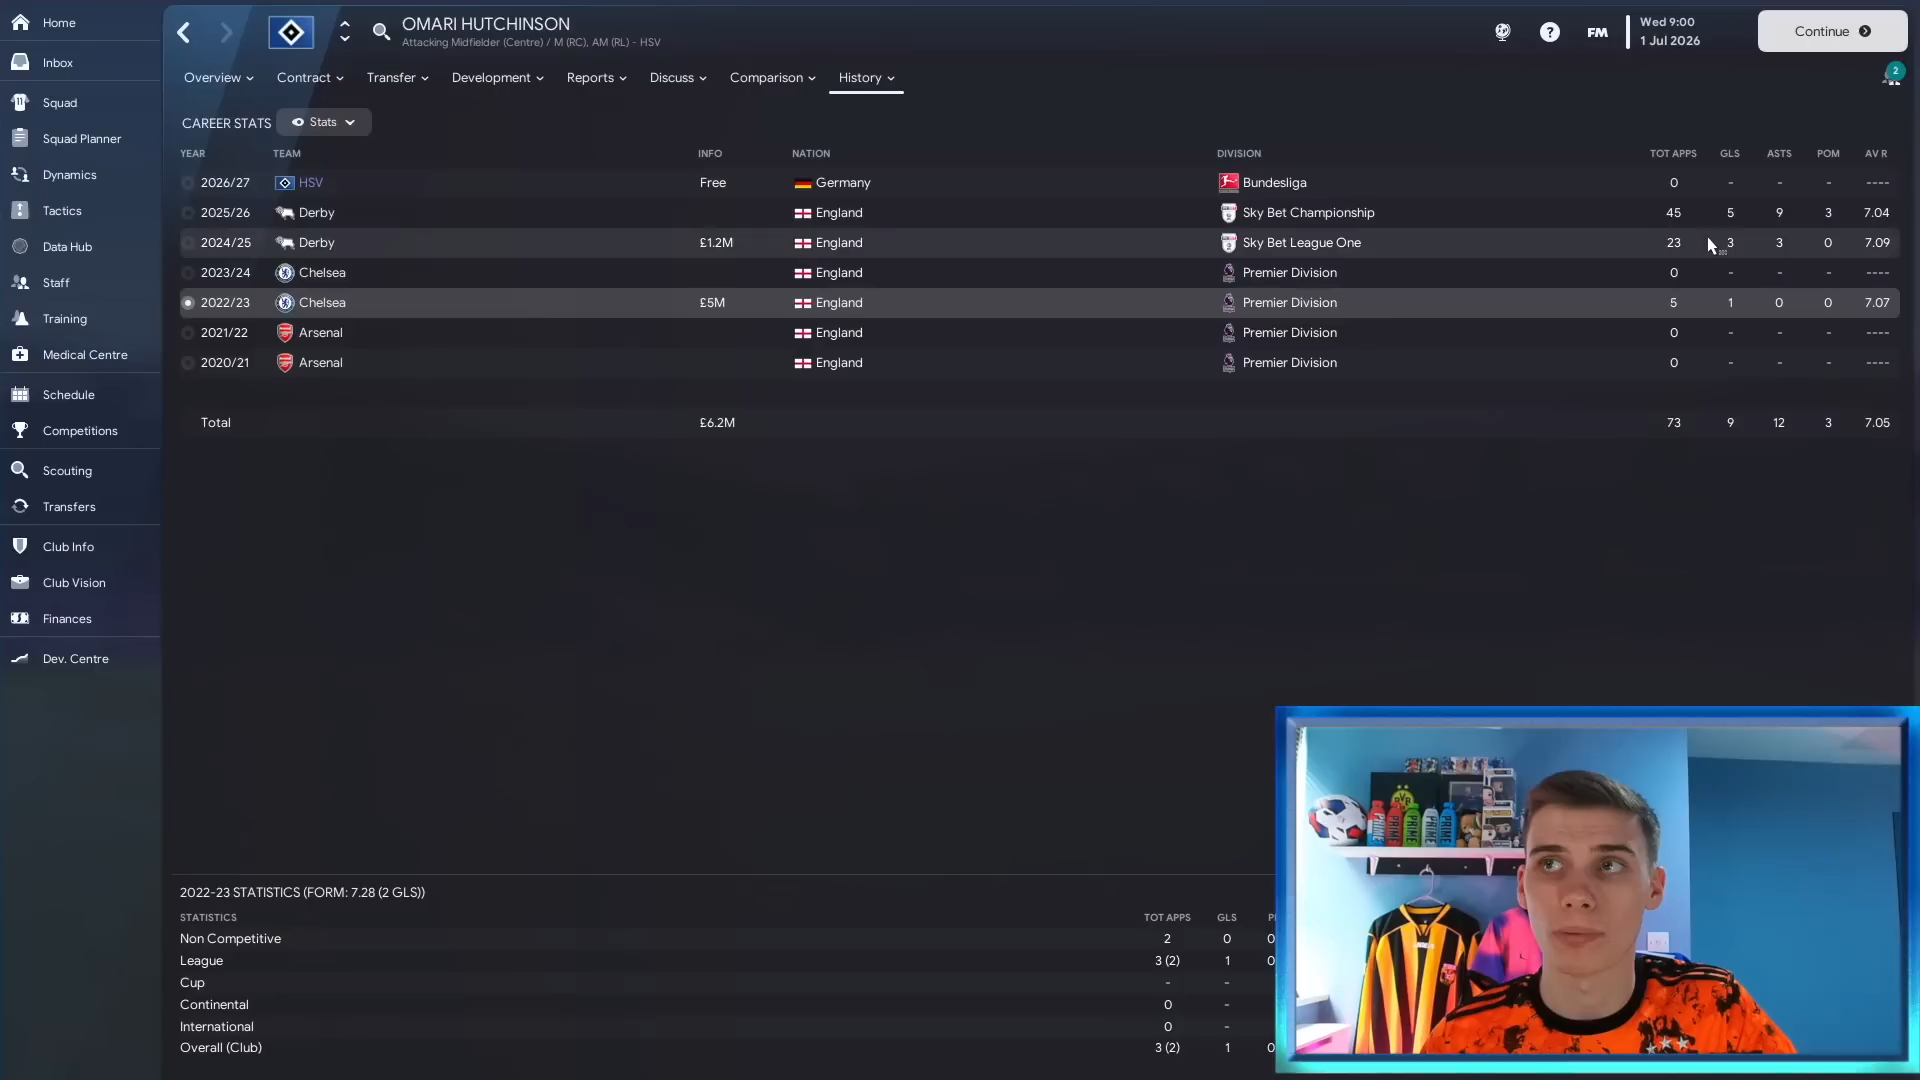 Home
Inbox
Squad
Squad Planner
Dynamics
Tactics
Data Hub
Staff
Training
Medical Centre
Schedule
Competitions
Scouting
Transfers
Club Info
Club Vision
Finances
Dev. Centre
OMARI HUTCHINSON
Attacking Midfielder (Centre) / M (RC), AM (RL) - HSV
? FM Wed 9:00
1 Jul 2026
Continue
Overview Contract Transfer Development Reports Discuss Comparison History
2
CAREER STATS Stats
YEAR TEAM INFO NATION DIVISION TOT APPS GLS ASTS POM AV R
2026/27 HSV Free Germany Bundesliga 0 - - - ----
2025/26 Derby England Sky Bet Championship 45 5 9 3 7.04
2024/25 Derby £1.2M England Sky Bet League One 23 3 3 0 7.09
2023/24 Chelsea England Premier Division 0 - - - ----
2022/23 Chelsea £5M England Premier Division 5 1 0 0 7.07
2021/22 Arsenal England Premier Division 0 - - - ----
2020/21 Arsenal England Premier Division 0 - - - ----
Total £6.2M 73 9 12 3 7.05
2022-23 STATISTICS (FORM: 7.28 (2 GLS))
STATISTICS TOT APPS GLS
Non Competitive 2 0 0
League 3 (2) 1 0
Cup - -
Continental 0 -
International 0 -
Overall (Club) 3 (2) 1 0
BVB
PRIME PRIME PRIME PRIME PRIME